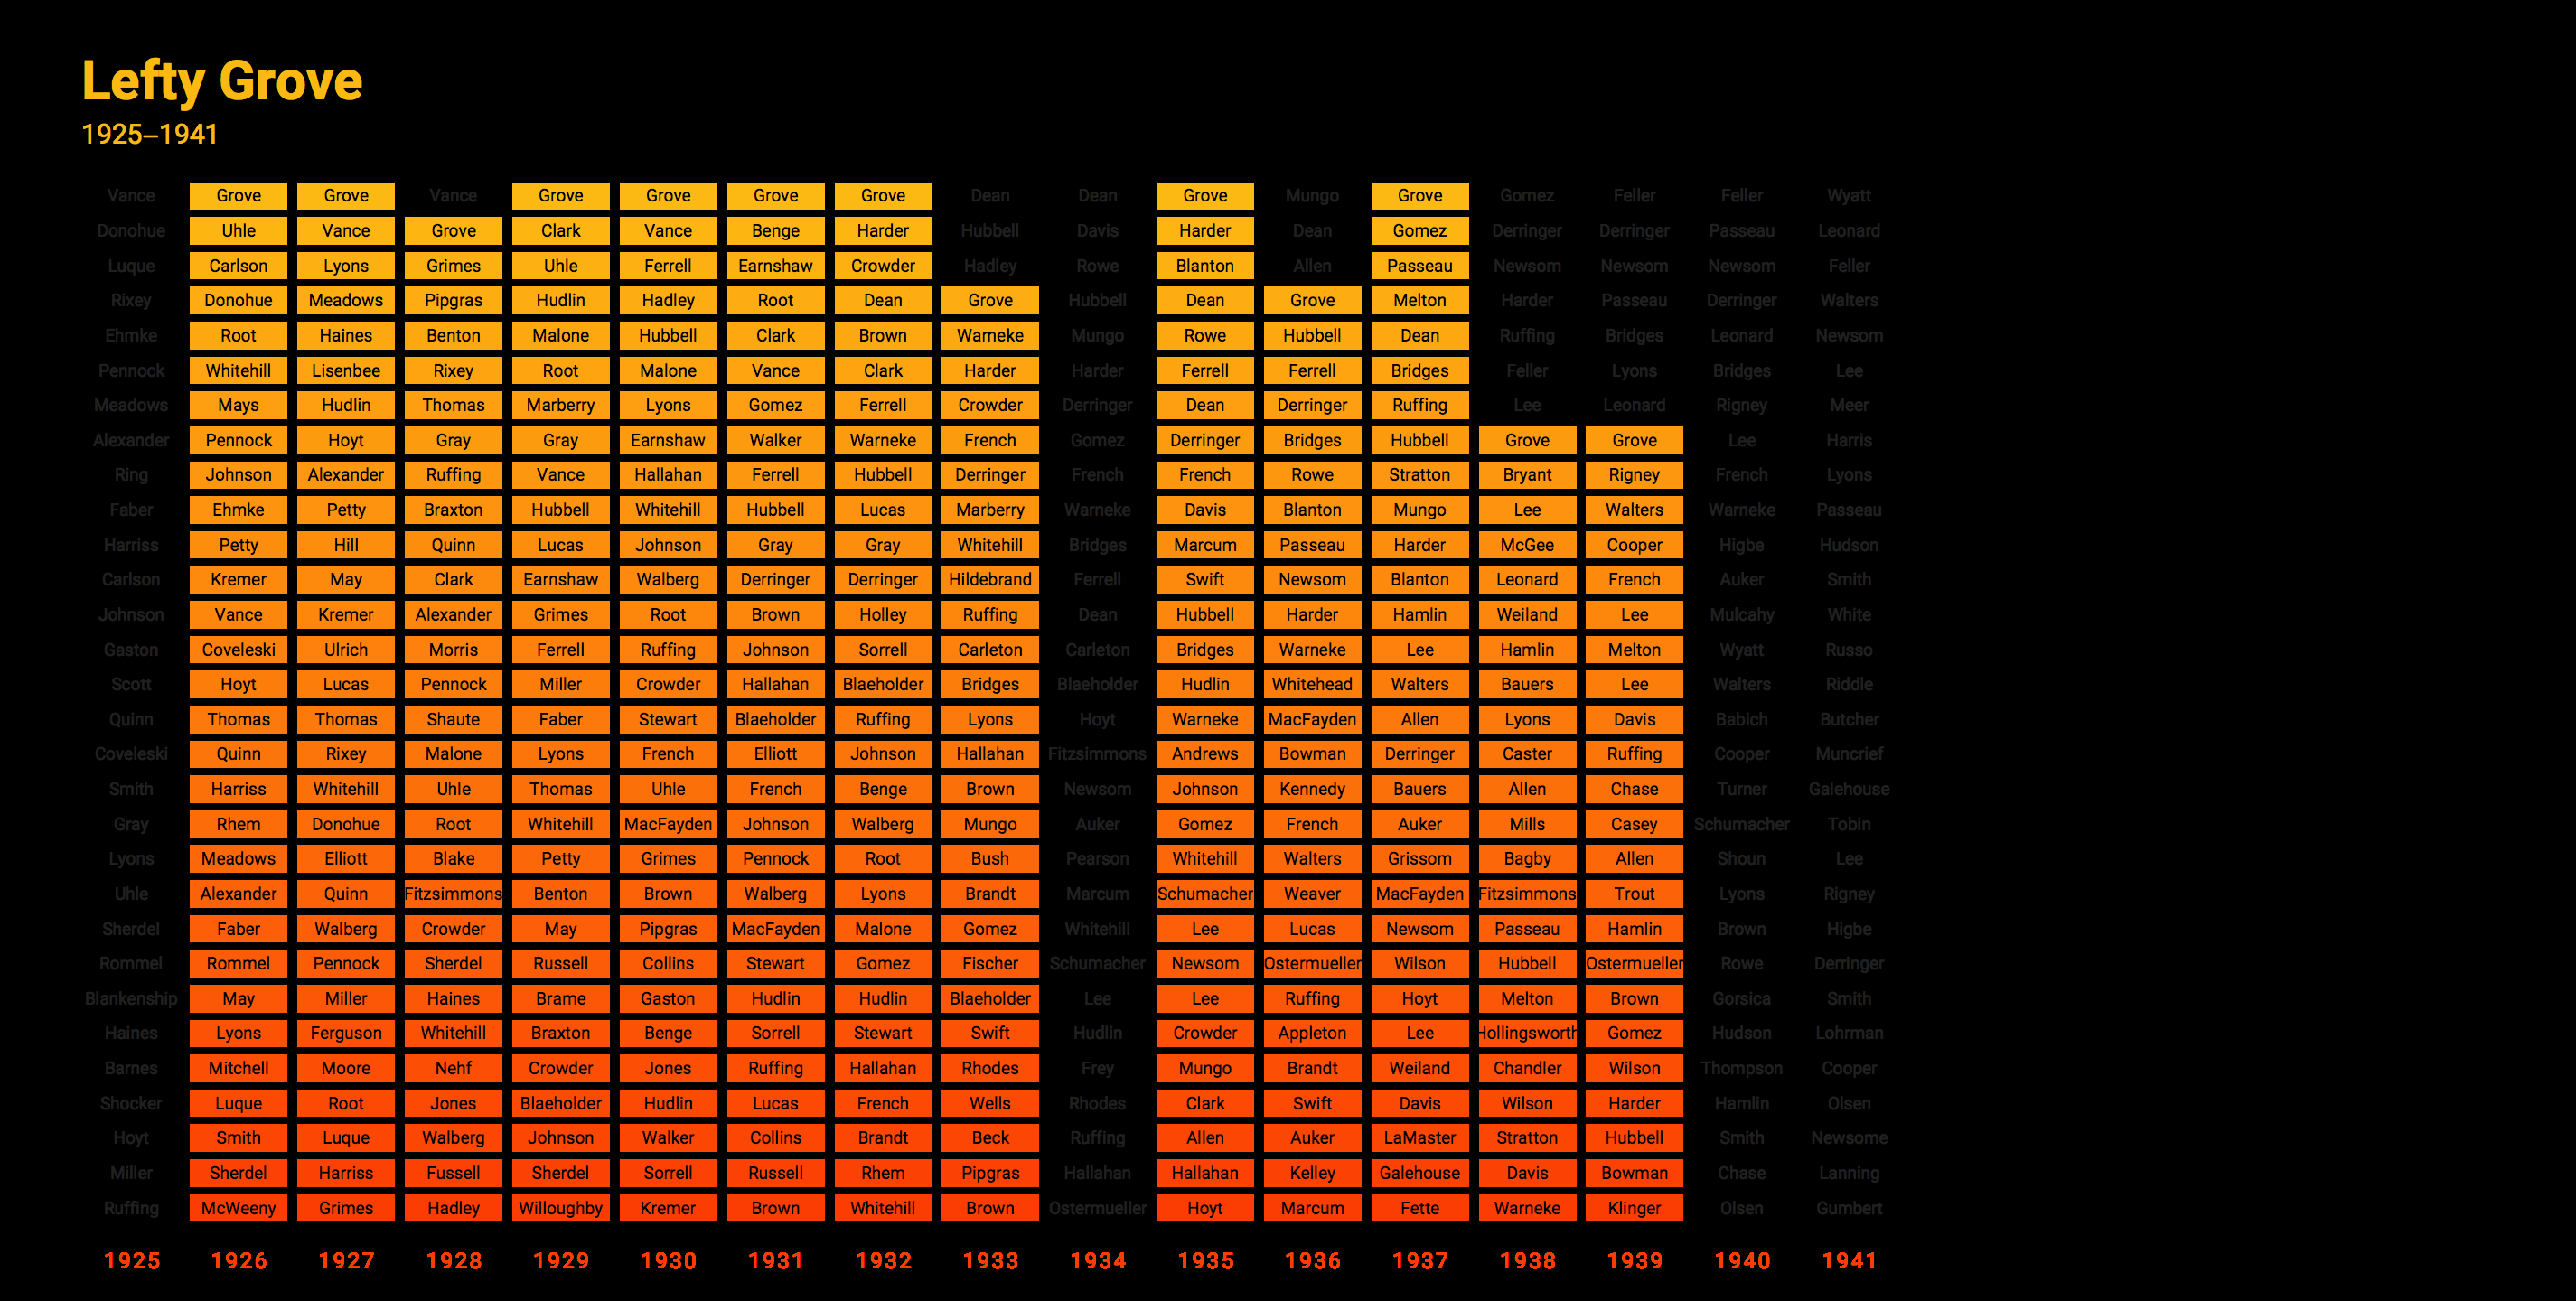 Lefty Grove
1925–1941
Vance Grove Grove Vance Grove Grove Grove Grove Dean Dean Grove Mungo Grove Gomez Feller Feller Wyatt
Donohue Uhle Vance Grove Clark Vance Benge Harder Hubbell Davis Harder Dean Gomez Derringer Derringer Passeau Leonard
Luque Carlson Lyons Grimes Uhle Ferrell Earnshaw Crowder Hadley Rowe Blanton Allen Passeau Newsom Newsom Newsom Feller
Rixey Donohue Meadows Pipgras Hudlin Hadley Root Dean Grove Hubbell Dean Grove Melton Harder Passeau Derringer Walters
Ehmke Root Haines Benton Malone Hubbell Clark Brown Warneke Mungo Rowe Hubbell Dean Ruffing Bridges Leonard Newsom
Pennock Whitehill Lisenbee Rixey Root Malone Vance Clark Harder Harder Ferrell Ferrell Bridges Feller Lyons Bridges Lee
Meadows Mays Hudlin Thomas Marberry Lyons Gomez Ferrell Crowder Derringer Dean Derringer Ruffing Lee Leonard Rigney Meer
Alexander Pennock Hoyt Gray Gray Earnshaw Walker Warneke French Gomez Derringer Bridges Hubbell Grove Grove Lee Harris
Ring Johnson Alexander Ruffing Vance Hallahan Ferrell Hubbell Derringer French French Rowe Stratton Bryant Rigney French Lyons
Faber Ehmke Petty Braxton Hubbell Whitehill Hubbell Lucas Marberry Warneke Davis Blanton Mungo Lee Walters Warneke Passeau
Harriss Petty Hill Quinn Lucas Johnson Gray Gray Whitehill Bridges Marcum Passeau Harder McGee Cooper Higbe Hudson
Carlson Kremer May Clark Earnshaw Walberg Derringer Derringer Hildebrand Ferrell Swift Newsom Blanton Leonard French Auker Smith
Johnson Vance Kremer Alexander Grimes Root Brown Holley Ruffing Dean Hubbell Harder Hamlin Weiland Lee Mulcahy White
Gaston Coveleski Ulrich Morris Ferrell Ruffing Johnson Sorrell Carleton Carleton Bridges Warneke Lee Hamlin Melton Wyatt Russo
Scott Hoyt Lucas Pennock Miller Crowder Hallahan Blaeholder Bridges Blaeholder Hudlin Whitehead Walters Bauers Lee Walters Riddle
Quinn Thomas Thomas Shaute Faber Stewart Blaeholder Ruffing Lyons Hoyt Warneke MacFayden Allen Lyons Davis Babich Butcher
Coveleski Quinn Rixey Malone Lyons French Elliott Johnson Hallahan Fitzsimmons Andrews Bowman Derringer Caster Ruffing Cooper Muncrief
Smith Harriss Whitehill Uhle Thomas Uhle French Benge Brown Newsom Johnson Kennedy Bauers Allen Chase Turner Galehouse
Gray Rhem Donohue Root Whitehill MacFayden Johnson Walberg Mungo Auker Gomez French Auker Mills Casey Schumacher Tobin
Lyons Meadows Elliott Blake Petty Grimes Pennock Root Bush Pearson Whitehill Walters Grissom Bagby Allen Shoun Lee
Uhle Alexander Quinn Fitzsimmons Benton Brown Walberg Lyons Brandt Marcum Schumacher Weaver MacFayden Fitzsimmons Trout Lyons Rigney
Sherdel Faber Walberg Crowder May Pipgras MacFayden Malone Gomez Whitehill Lee Lucas Newsom Passeau Hamlin Brown Higbe
Rommel Rommel Pennock Sherdel Russell Collins Stewart Gomez Fischer Schumacher Newsom Ostermueller Wilson Hubbell Ostermueller Rowe Derringer
Blankenship May Miller Haines Brame Gaston Hudlin Hudlin Blaeholder Lee Lee Ruffing Hoyt Melton Brown Gorsica Smith
Haines Lyons Ferguson Whitehill Braxton Benge Sorrell Stewart Swift Hudlin Crowder Appleton Lee Hollingsworth Gomez Hudson Lohrman
Barnes Mitchell Moore Nehf Crowder Jones Ruffing Hallahan Rhodes Frey Mungo Brandt Weiland Chandler Wilson Thompson Cooper
Shocker Luque Root Jones Blaeholder Hudlin Lucas French Wells Rhodes Clark Swift Davis Wilson Harder Hamlin Olsen
Hoyt Smith Luque Walberg Johnson Walker Collins Brandt Beck Ruffing Allen Auker LaMaster Stratton Hubbell Smith Newsome
Miller Sherdel Harriss Fussell Sherdel Sorrell Russell Rhem Pipgras Hallahan Hallahan Kelley Galehouse Davis Bowman Chase Lanning
Ruffing McWeeny Grimes Hadley Willoughby Kremer Brown Whitehill Brown Ostermueller Hoyt Marcum Fette Warneke Klinger Olsen Gumbert
1925 1926 1927 1928 1929 1930 1931 1932 1933 1934 1935 1936 1937 1938 1939 1940 1941